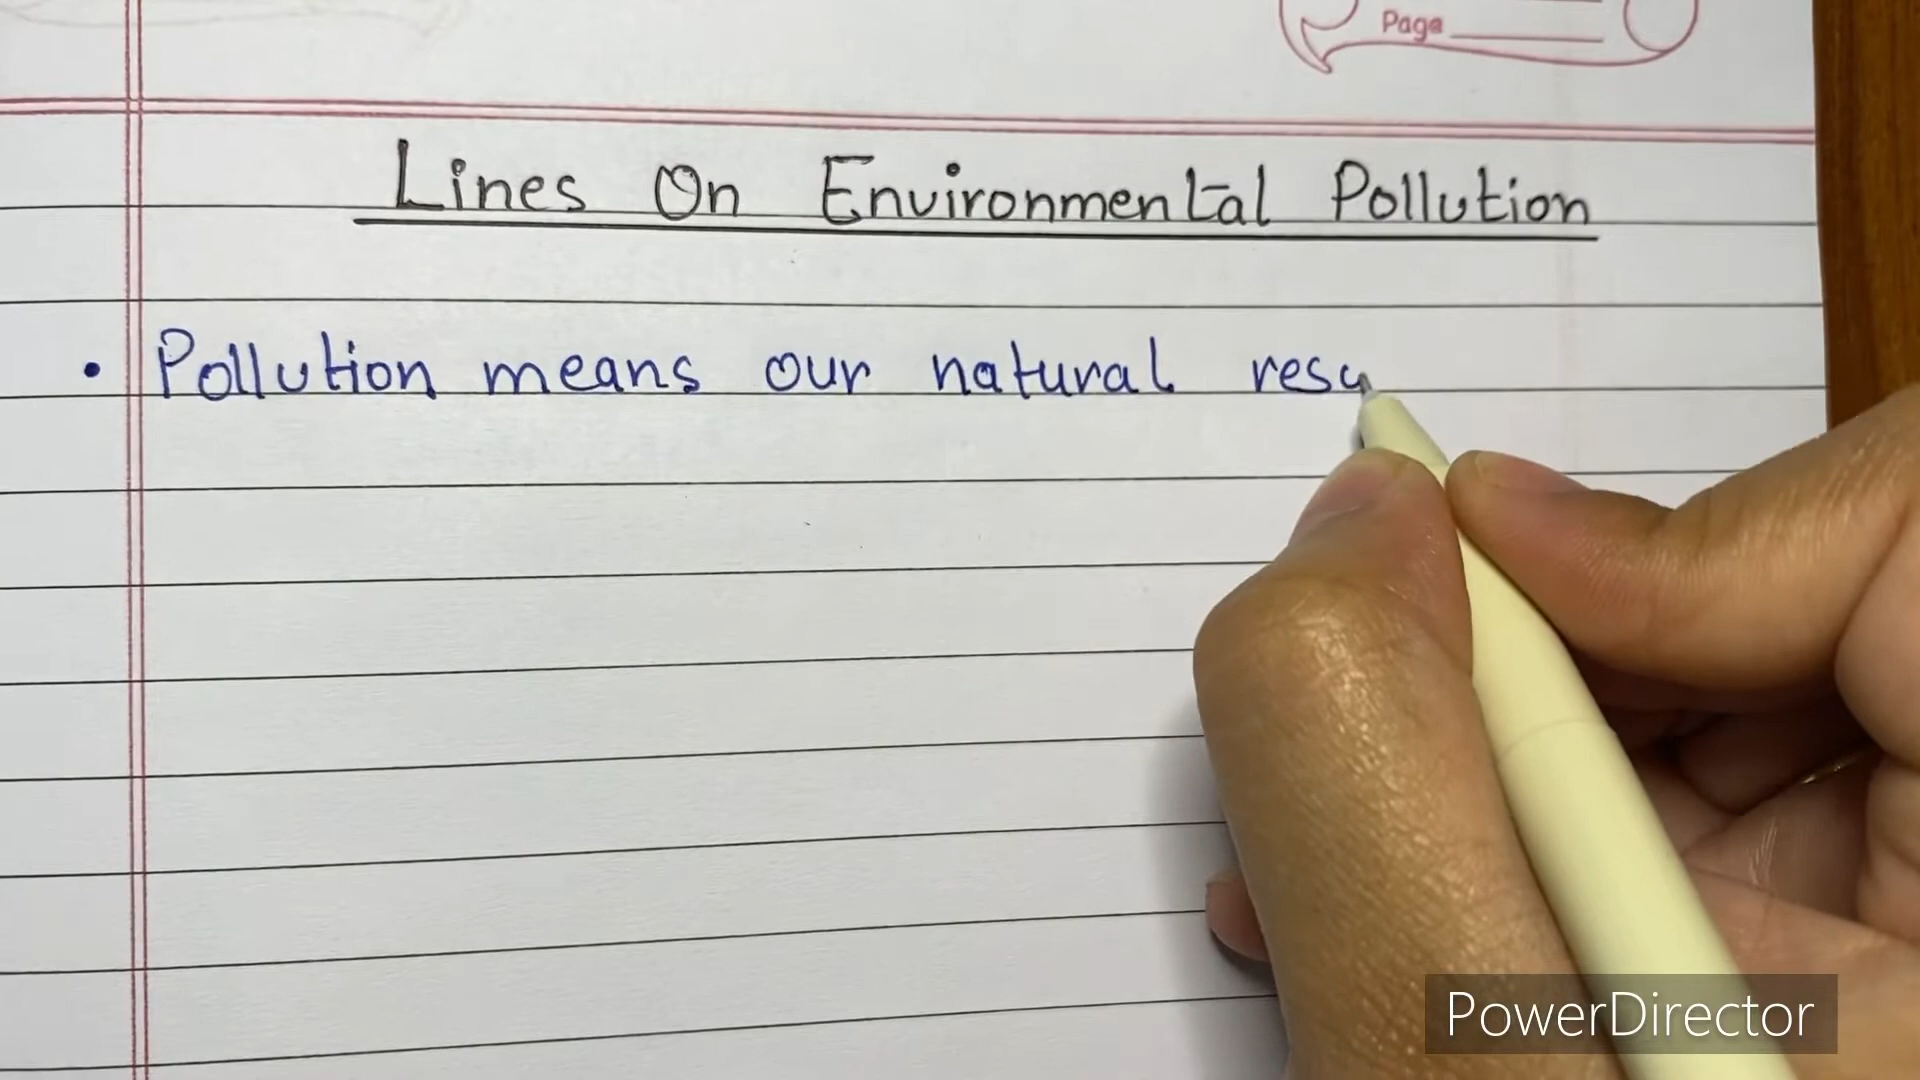 Page
Lines On Environmental Pollution
• Pollution means our natural
PowerDirector